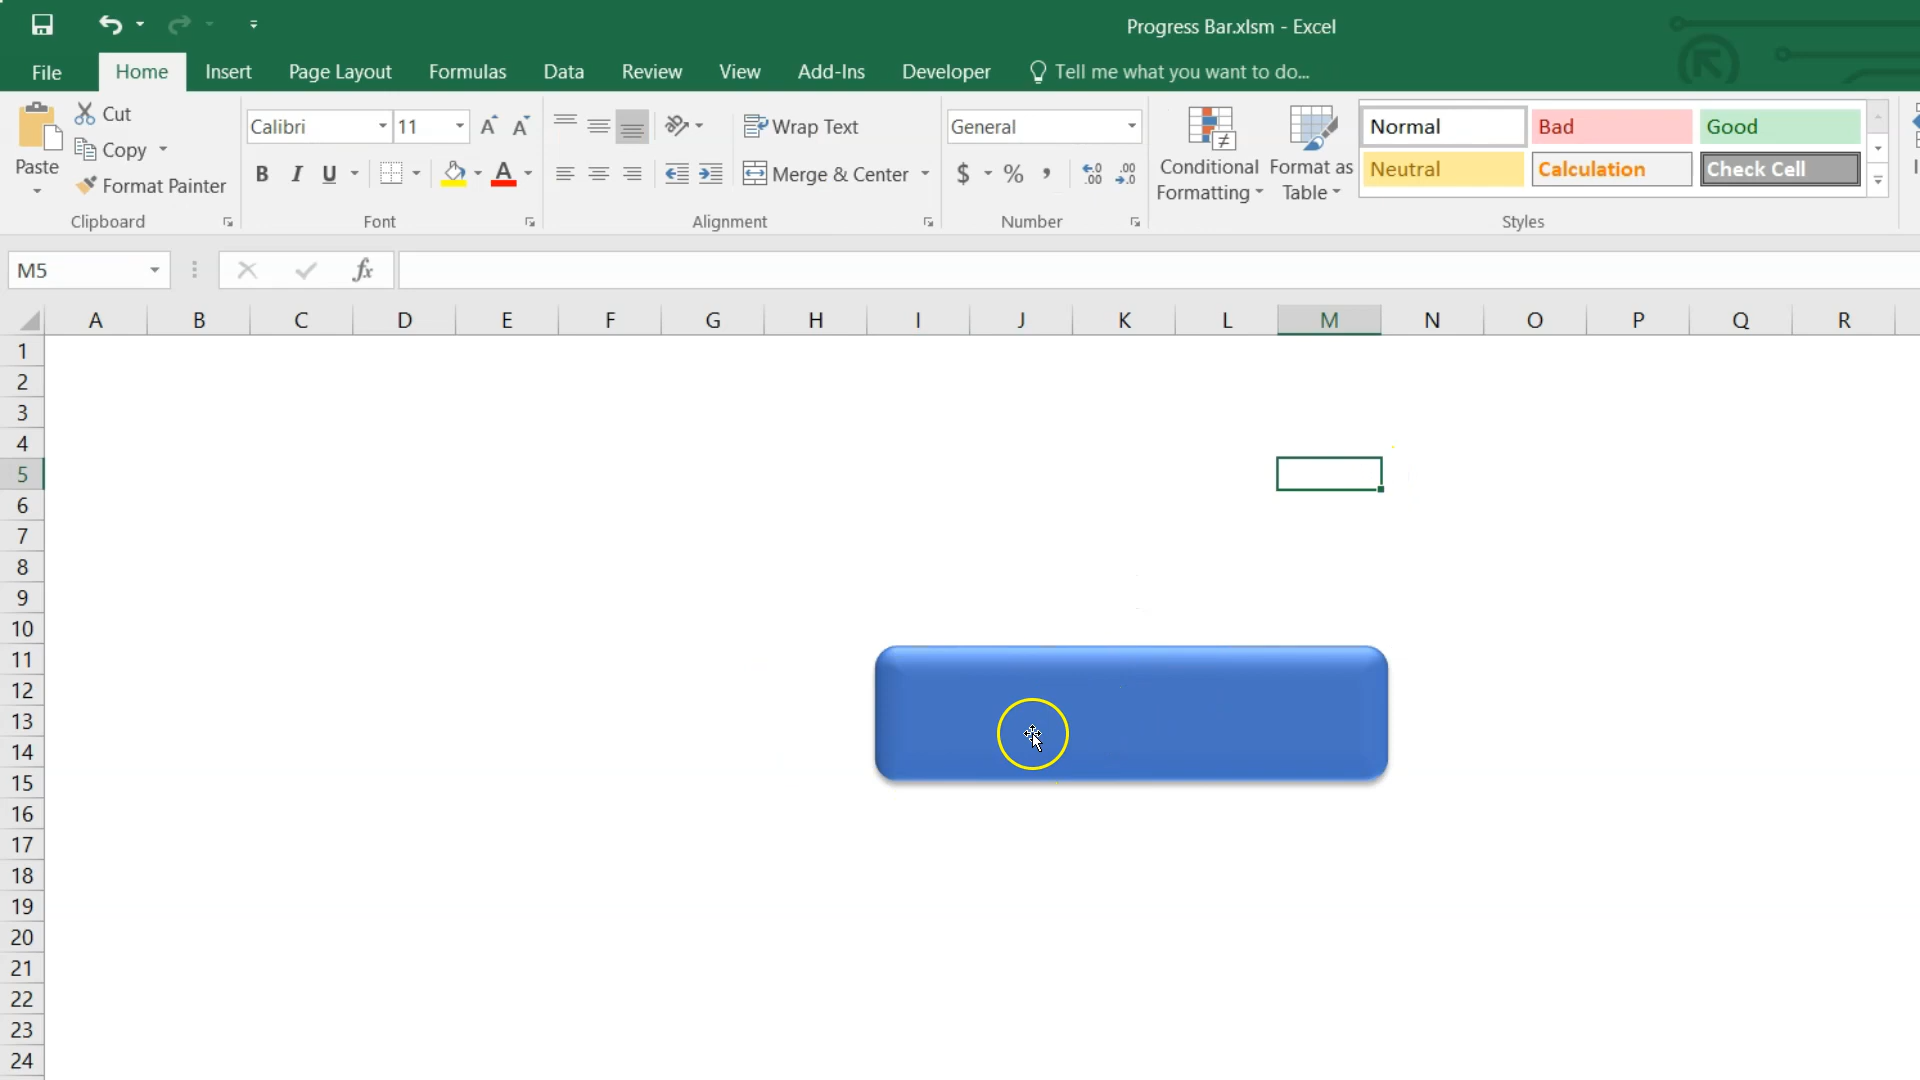 Progress Bar.xlsm - Excel
File Home Insert Page Layout Formulas Data Review View Add-Ins Developer Tell me what you want to do...
Paste
Cut
Copy
Format Painter
Clipboard
Calibri 11
B I U A
Font
Wrap Text
Merge & Center
Alignment
General
$ % ,
Number
Conditional
Formatting
Format as
Table
Normal Bad Good
Neutral Calculation Check Cell
Styles
M5 fx
A B C D E F G H I J K L M N O P Q R
1
2
3
4
5
6
7
8
9
10
11
12
13
14
15
16
17
18
19
20
21
22
23
24